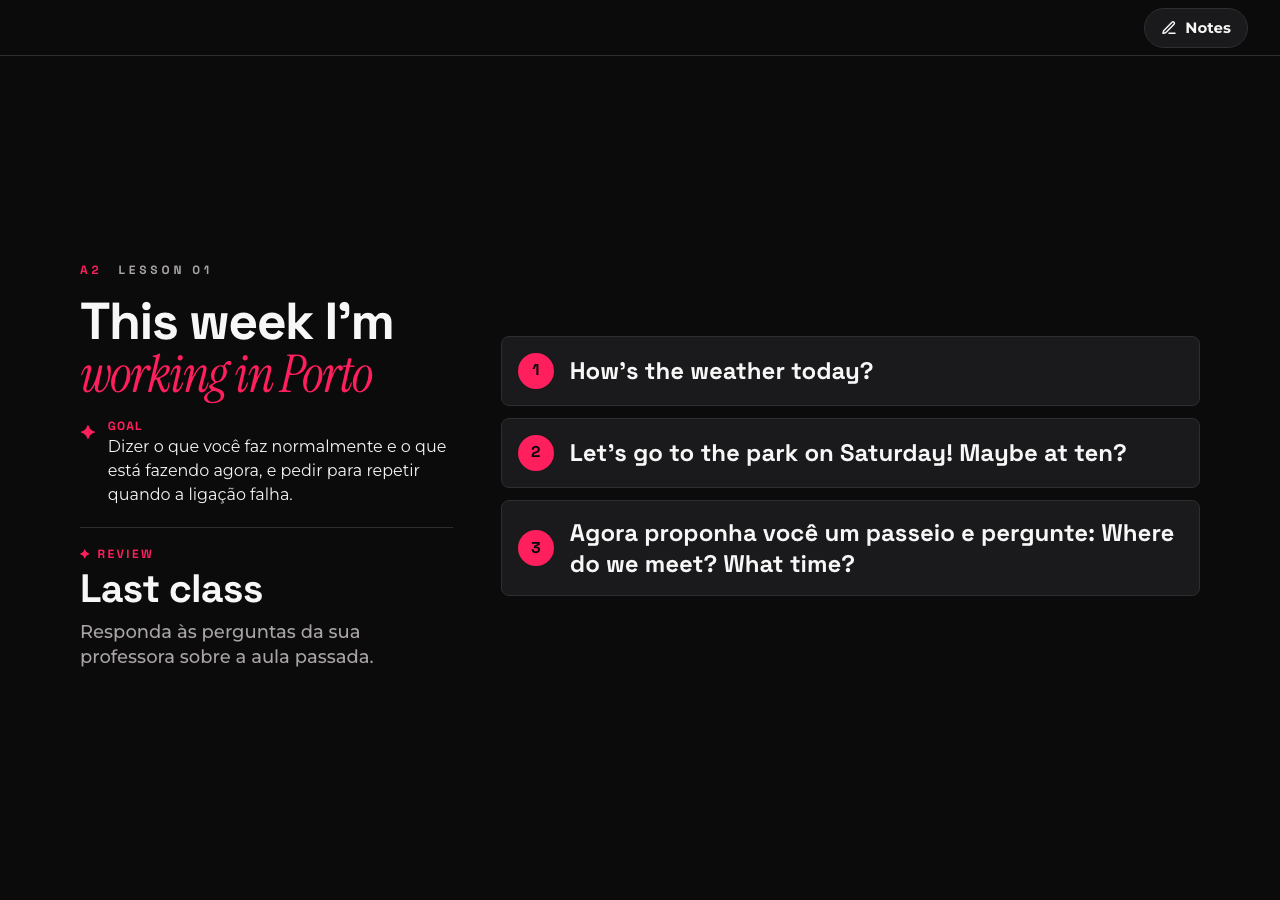 Notes
A2 LESSON 01
This week I’m
working in Porto
GOAL
Dizer o que você faz normalmente e o que
está fazendo agora, e pedir para repetir
quando a ligação falha.
REVIEW
Last class
Responda às perguntas da sua
professora sobre a aula passada.
1 How’s the weather today?
2 Let’s go to the park on Saturday! Maybe at ten?
3 Agora proponha você um passeio e pergunte: Where
do we meet? What time?